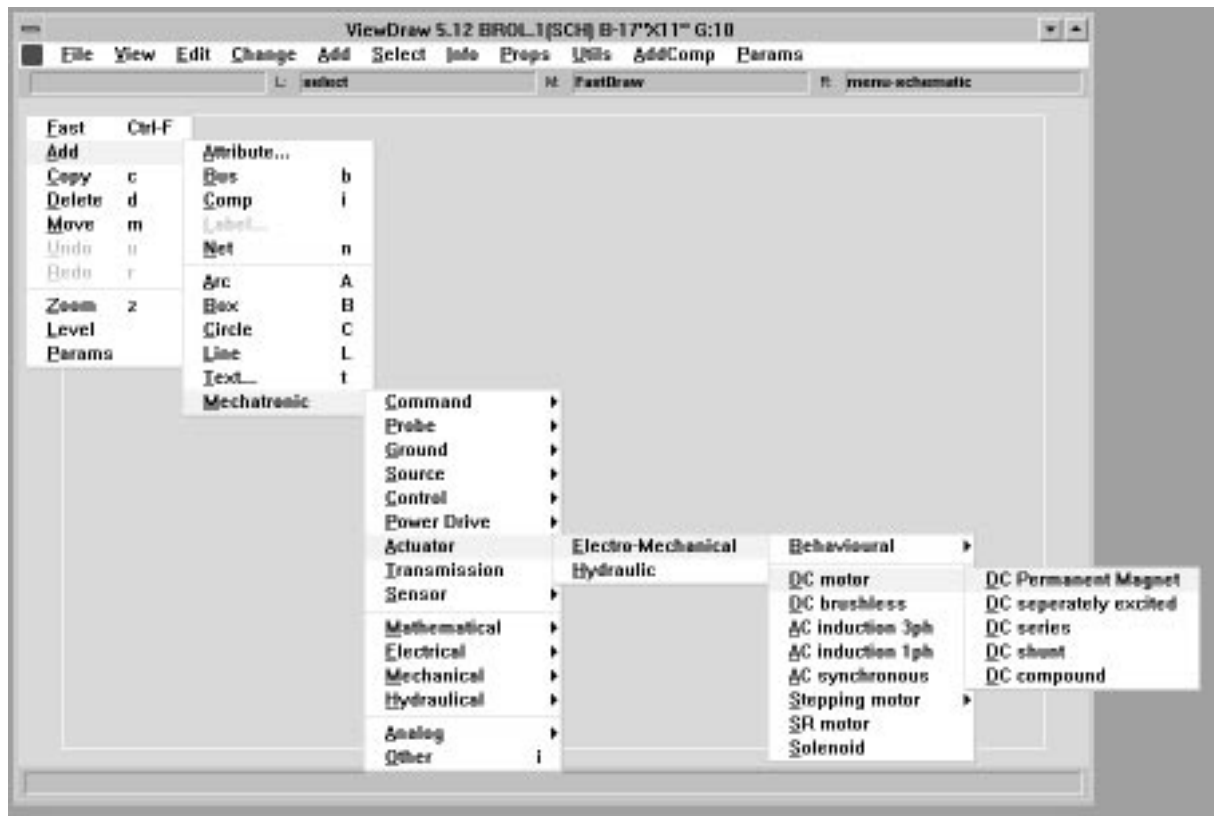 ViewDraw 5.12 BROL.1(SCH) B-17"X11" G:10
File View Edit Change Add Select Info Props Utils AddComp Params
L: select M: FastDraw R: menu-schematic
Fast Ctrl-F
Add
Copy c
Delete d
Move m
Undo u
Redo r
Zoom z
Level
Params
Attribute...
Bus b
Comp i
Label...
Net n
Arc A
Box B
Circle C
Line L
Text... t
Mechatronic
Command
Probe
Ground
Source
Control
Power Drive
Actuator
Transmission
Sensor
Mathematical
Electrical
Mechanical
Hydraulical
Analog
Other i
Electro-Mechanical
Hydraulic
Behavioural
DC motor
DC brushless
AC induction 3ph
AC induction 1ph
AC synchronous
Stepping motor
SR motor
Solenoid
DC Permanent Magnet
DC seperately excited
DC series
DC shunt
DC compound